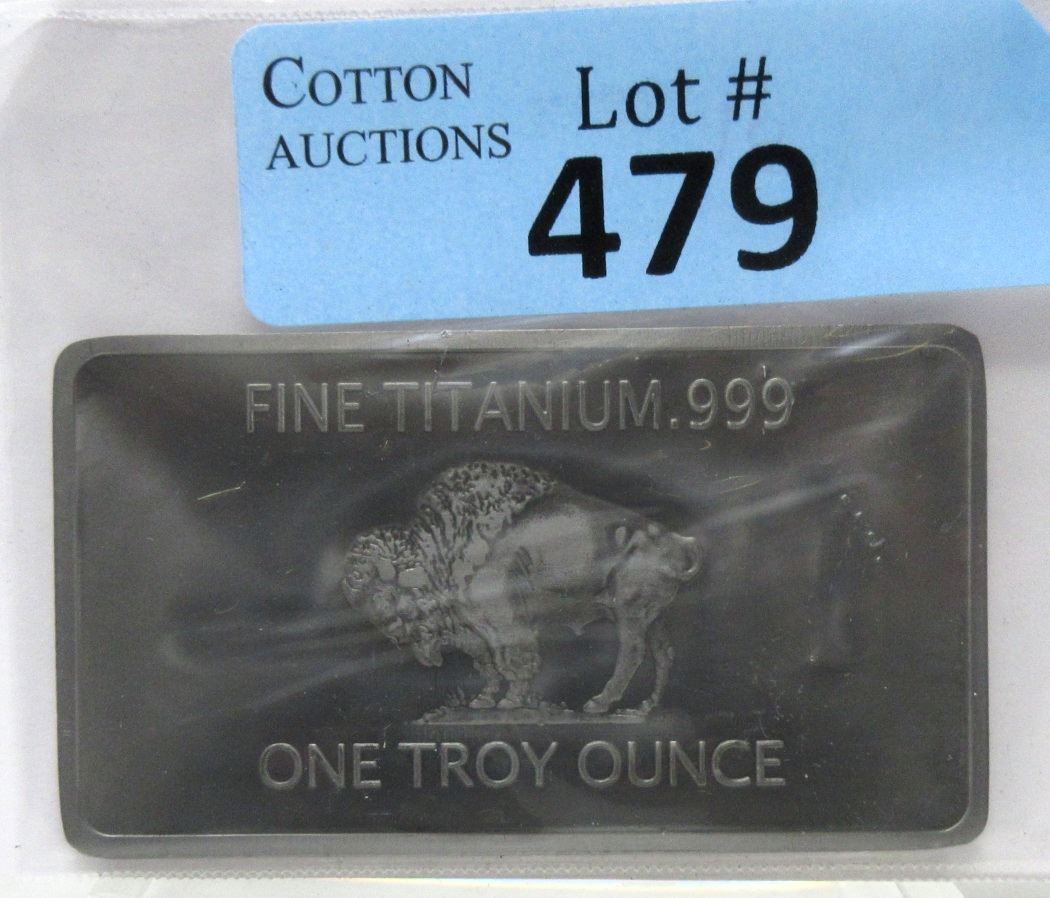 COTTON
AUCTIONS
Lot #
479
FINE TITANIUM.999
ONE TROY OUNCE